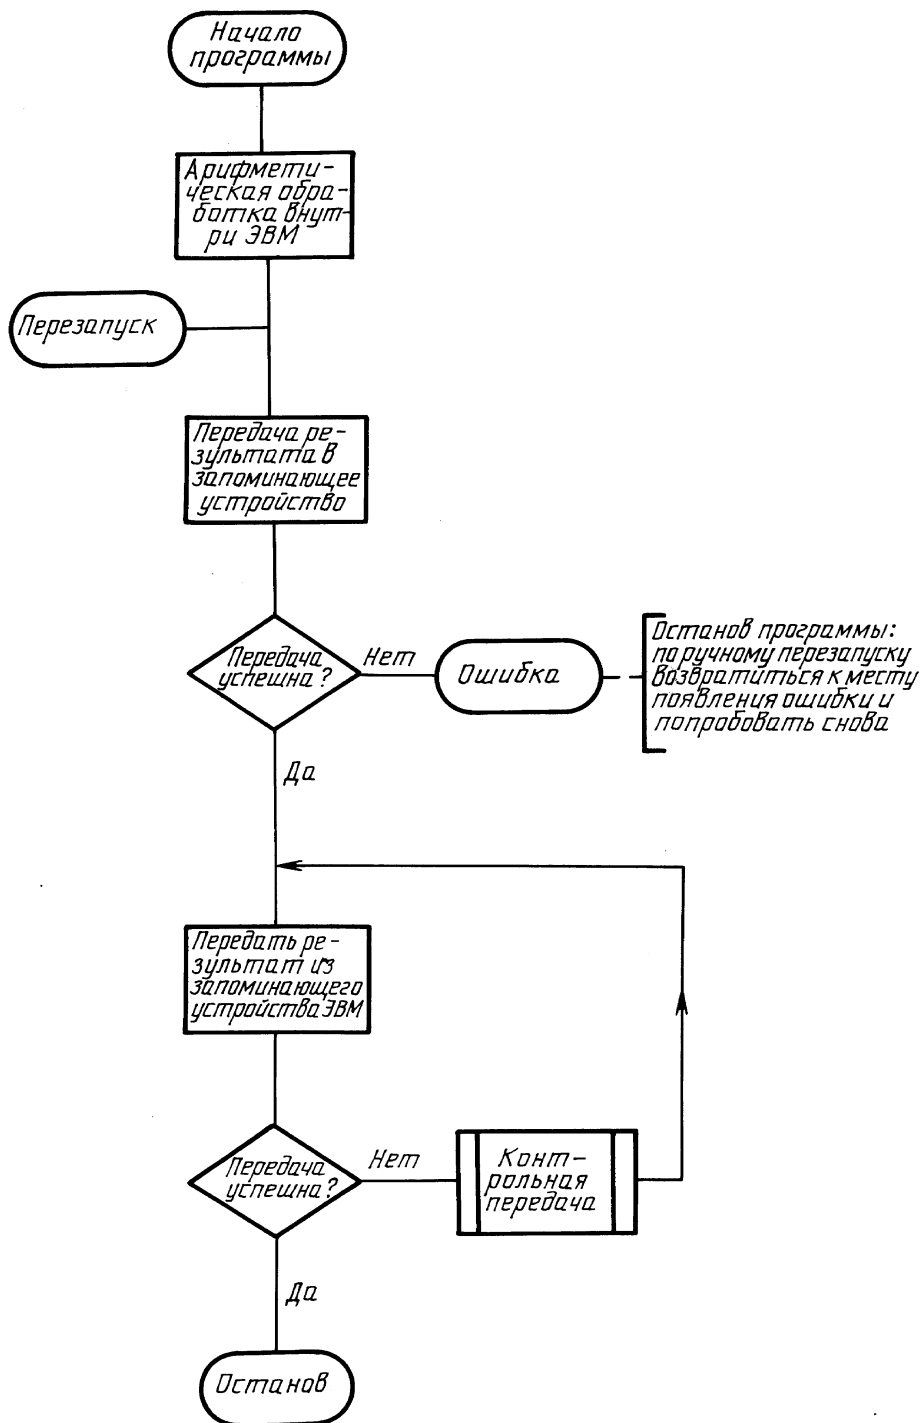 Начало
программы
Арифмети-
ческая обра-
ботка внут-
ри ЭВМ
Перезапуск
Передача ре-
зультата в
запоминающее
устройство
Передача
успешна?
Нет
Ошибка
Останов программы:
по ручному перезапуску
возвратиться к месту
появления ошибки и
попробовать снова
Да
Передать ре-
зультат из
запоминающего
устройства ЭВМ
Передача
успешна?
Нет
Конт-
рольная
передача
Да
Останов